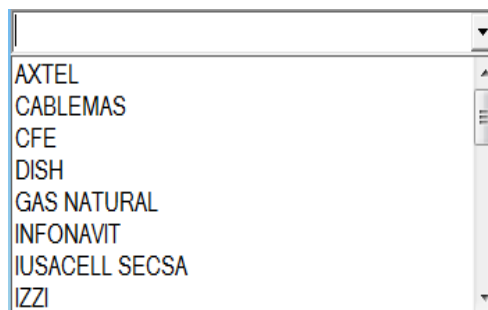 AXTEL
CABLEMAS
CFE
DISH
GAS NATURAL
INFONAVIT
IUSACELL SECSA
IZZI